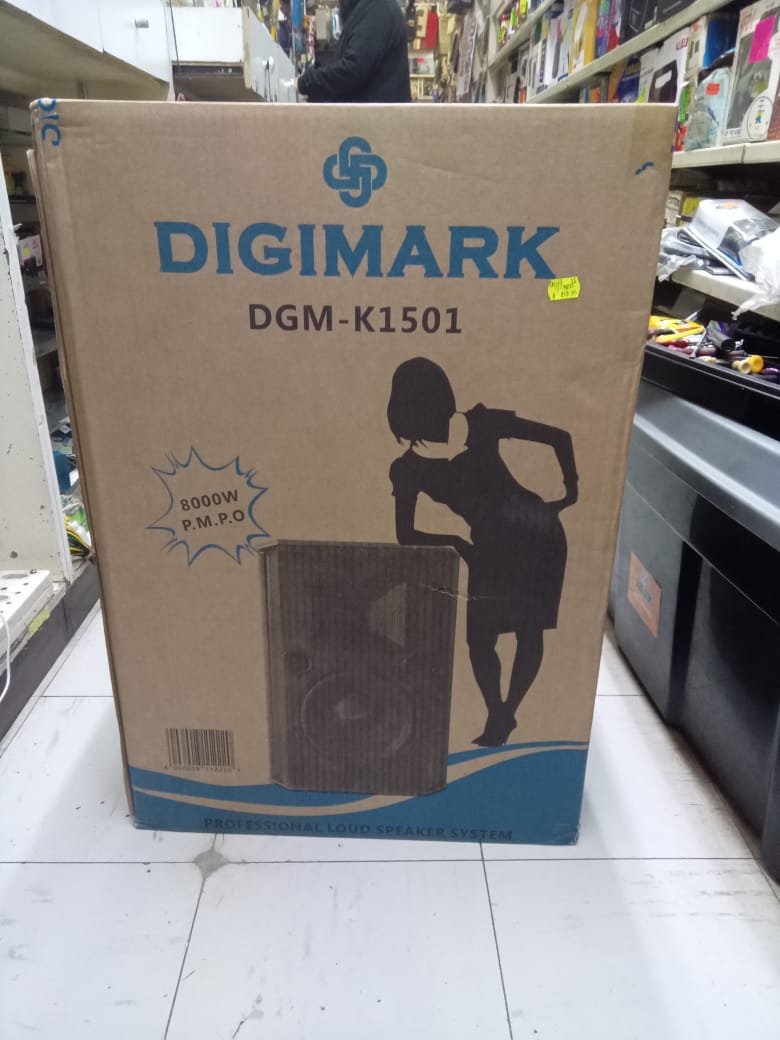 DIGIMARK
DGM-K1501
8000W
P.M.P.O
PROFESSIONAL LOUD SPEAKER SYSTEM